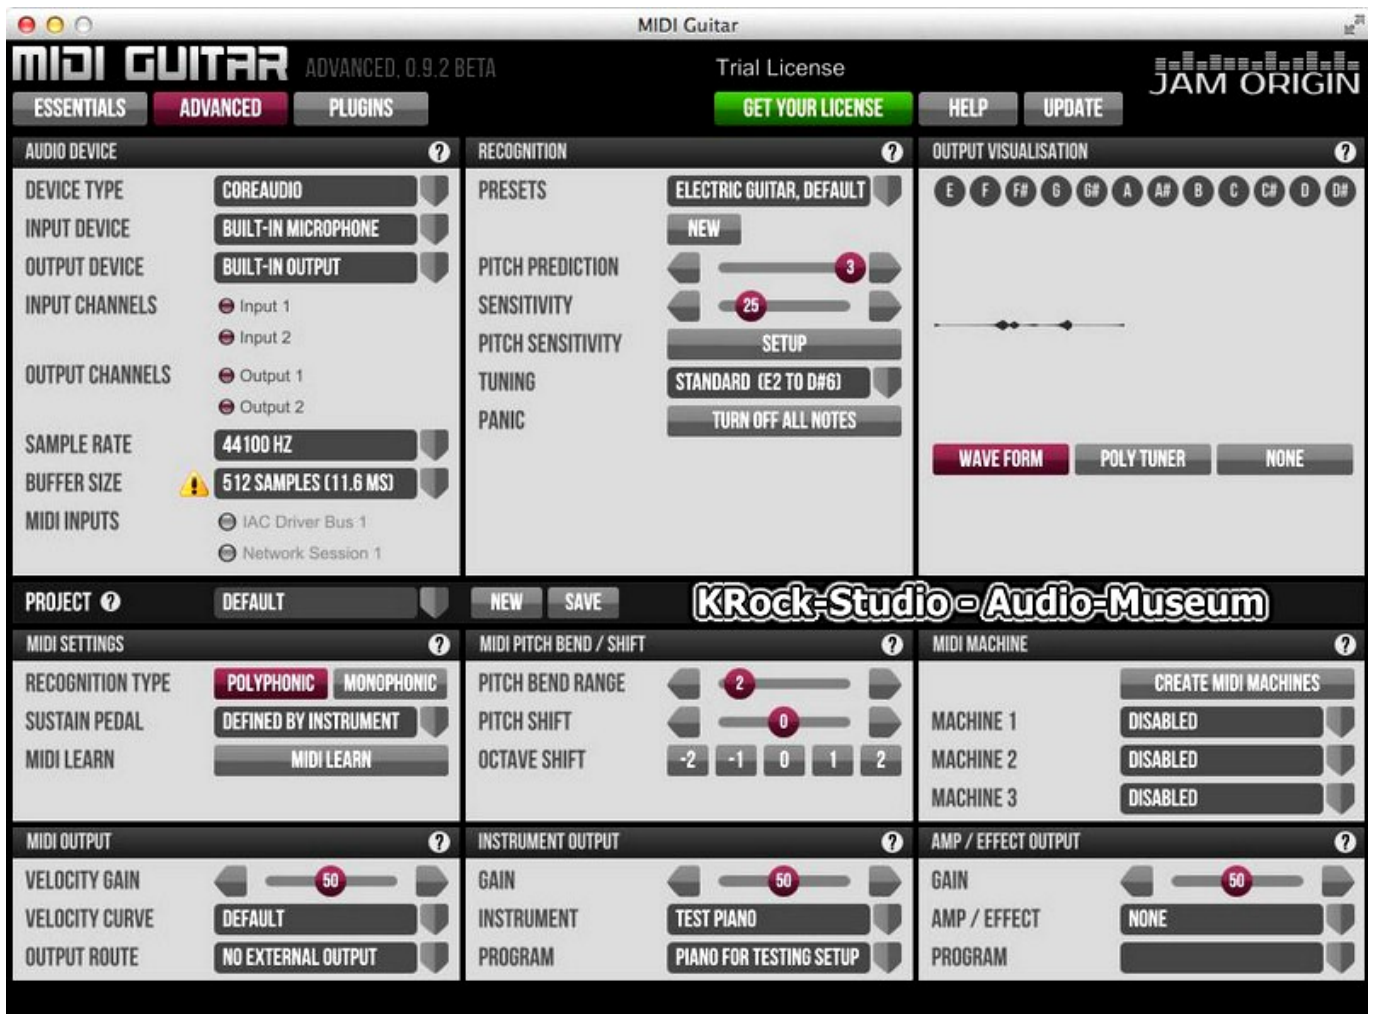 MIDI Guitar
MIDI GUITAR ADVANCED, 0.9.2 BETA Trial License JAM ORIGIN
ESSENTIALS ADVANCED PLUGINS GET YOUR LICENSE HELP UPDATE
AUDIO DEVICE ?
DEVICE TYPE COREAUDIO
INPUT DEVICE BUILT-IN MICROPHONE
OUTPUT DEVICE BUILT-IN OUTPUT
INPUT CHANNELS Input 1
Input 2
OUTPUT CHANNELS Output 1
Output 2
SAMPLE RATE 44100 HZ
BUFFER SIZE 512 SAMPLES (11.6 MS)
MIDI INPUTS IAC Driver Bus 1
Network Session 1
RECOGNITION ?
PRESETS ELECTRIC GUITAR, DEFAULT
NEW
PITCH PREDICTION 3
SENSITIVITY 25
PITCH SENSITIVITY SETUP
TUNING STANDARD (E2 TO D#6)
PANIC TURN OFF ALL NOTES
OUTPUT VISUALISATION ?
E F F# G G# A A# B C C# D D#
WAVE FORM POLY TUNER NONE
PROJECT ? DEFAULT NEW SAVE KRock-Studio - Audio-Museum
MIDI SETTINGS ?
RECOGNITION TYPE POLYPHONIC MONOPHONIC
SUSTAIN PEDAL DEFINED BY INSTRUMENT
MIDI LEARN MIDI LEARN
MIDI PITCH BEND / SHIFT ?
PITCH BEND RANGE 2
PITCH SHIFT 0
OCTAVE SHIFT -2 -1 0 1 2
MIDI MACHINE ?
CREATE MIDI MACHINES
MACHINE 1 DISABLED
MACHINE 2 DISABLED
MACHINE 3 DISABLED
MIDI OUTPUT ?
VELOCITY GAIN 50
VELOCITY CURVE DEFAULT
OUTPUT ROUTE NO EXTERNAL OUTPUT
INSTRUMENT OUTPUT ?
GAIN 50
INSTRUMENT TEST PIANO
PROGRAM PIANO FOR TESTING SETUP
AMP / EFFECT OUTPUT ?
GAIN 50
AMP / EFFECT NONE
PROGRAM